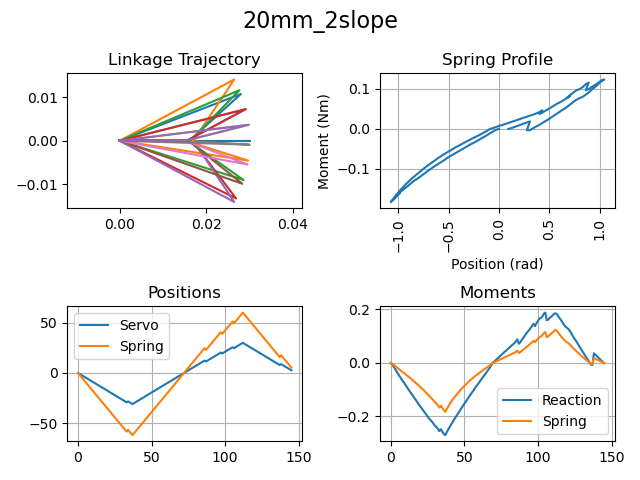 20mm_2slope
Linkage Trajectory
0.01
0.00
−0.01
0.00
0.02
0.04
Spring Profile
Moment (Nm)
0.1
0.0
−0.1
−1.0
−0.5
0.0
0.5
1.0
Position (rad)
Positions
Servo
Spring
50
0
−50
0
50
100
150
Moments
0.2
0.0
−0.2
Reaction
Spring
0
50
100
150